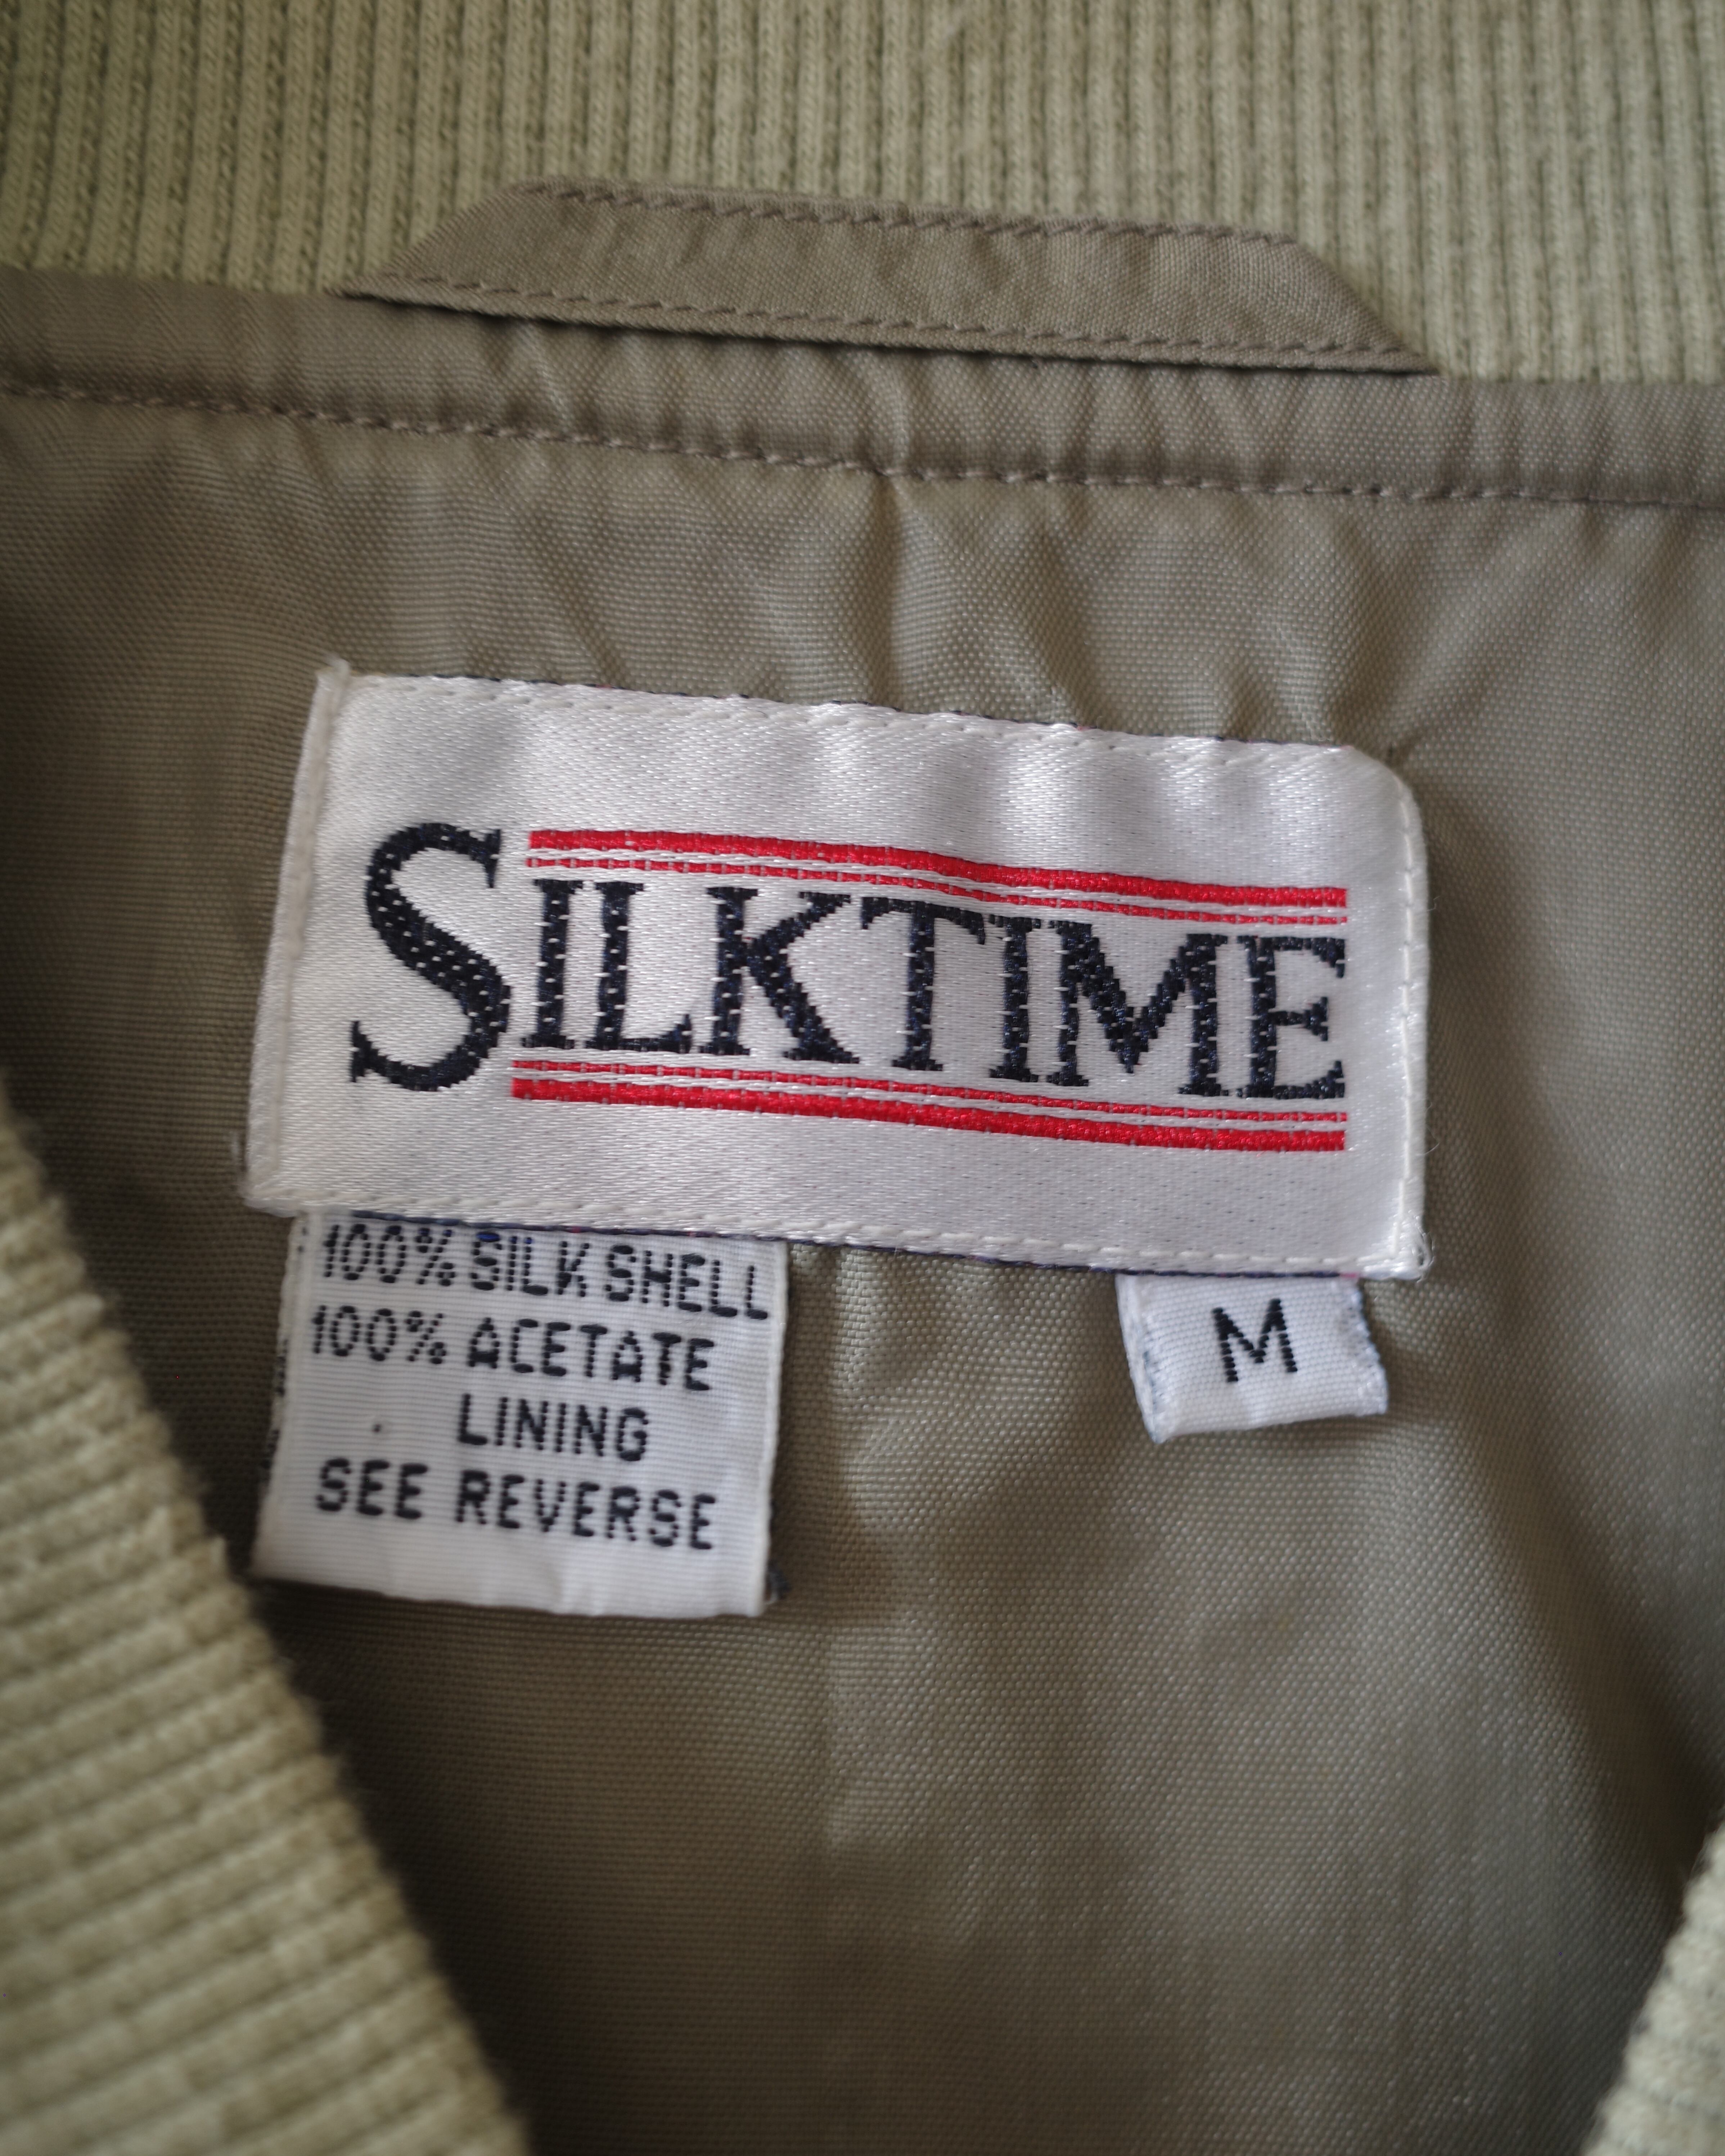 SILKTIME
100% SILK SHELL
100% ACETATE
LINING
SEE REVERSE
M